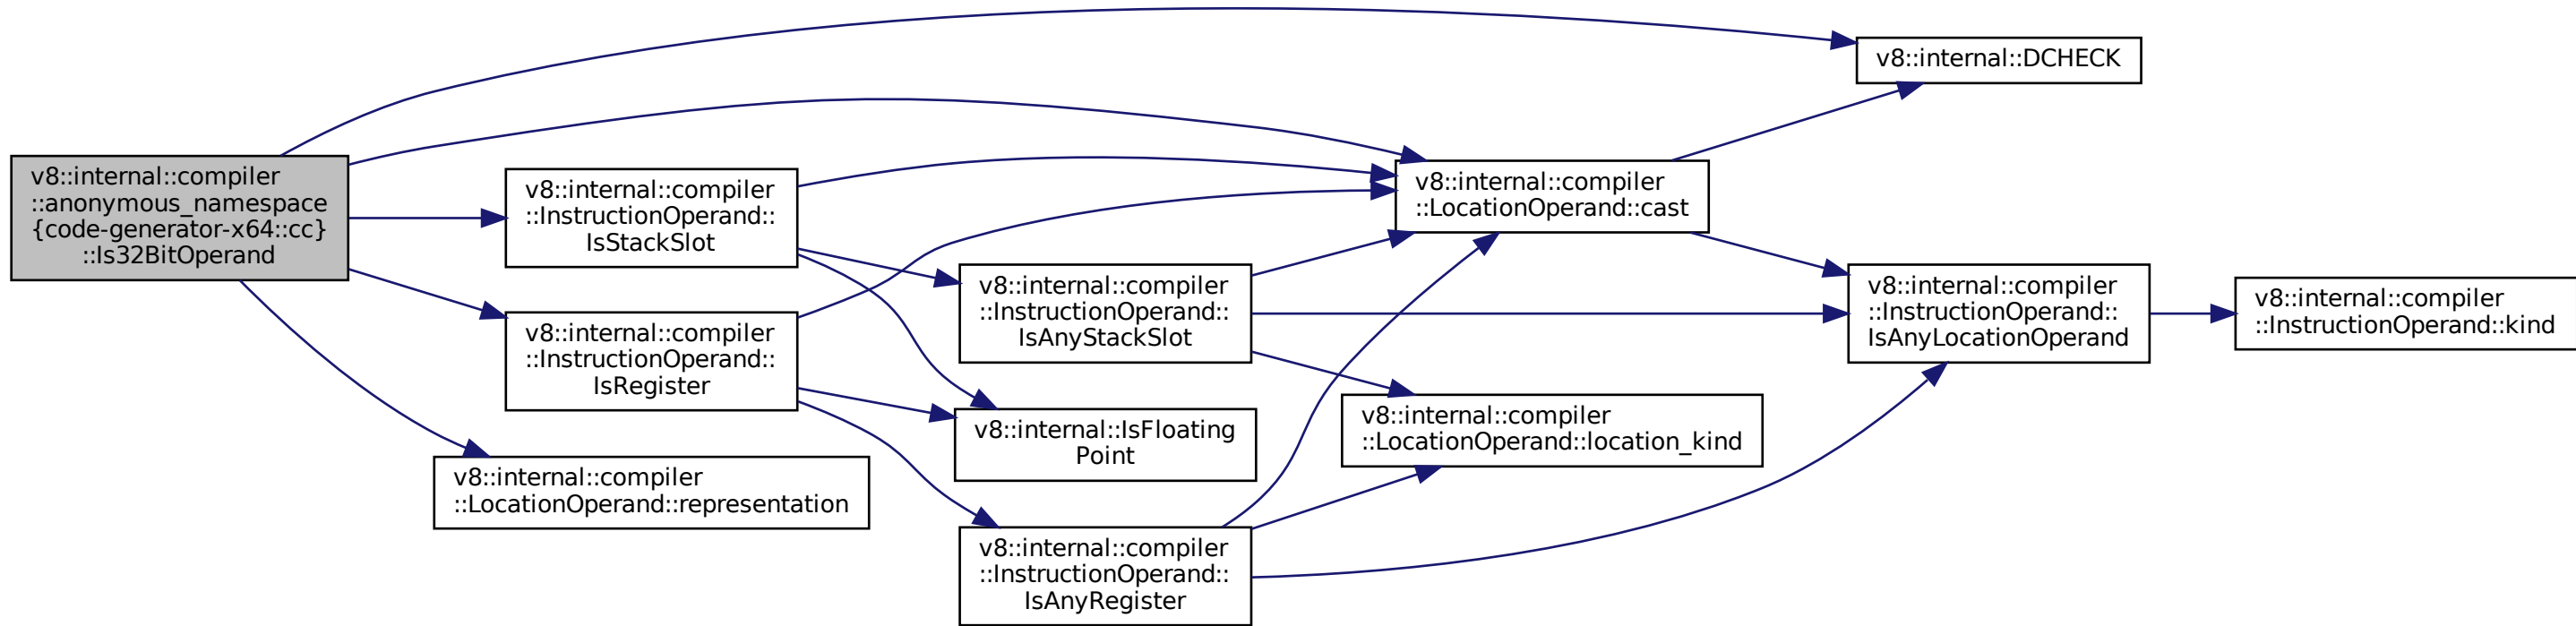 v8::internal::compiler
::anonymous_namespace
{code-generator-x64::cc}
::Is32BitOperand
v8::internal::compiler
::InstructionOperand::
IsStackSlot
v8::internal::compiler
::InstructionOperand::
IsRegister
v8::internal::compiler
::LocationOperand::representation
v8::internal::compiler
::InstructionOperand::
IsAnyStackSlot
v8::internal::IsFloating
Point
v8::internal::compiler
::InstructionOperand::
IsAnyRegister
v8::internal::compiler
::LocationOperand::cast
v8::internal::compiler
::LocationOperand::location_kind
v8::internal::DCHECK
v8::internal::compiler
::InstructionOperand::
IsAnyLocationOperand
v8::internal::compiler
::InstructionOperand::kind